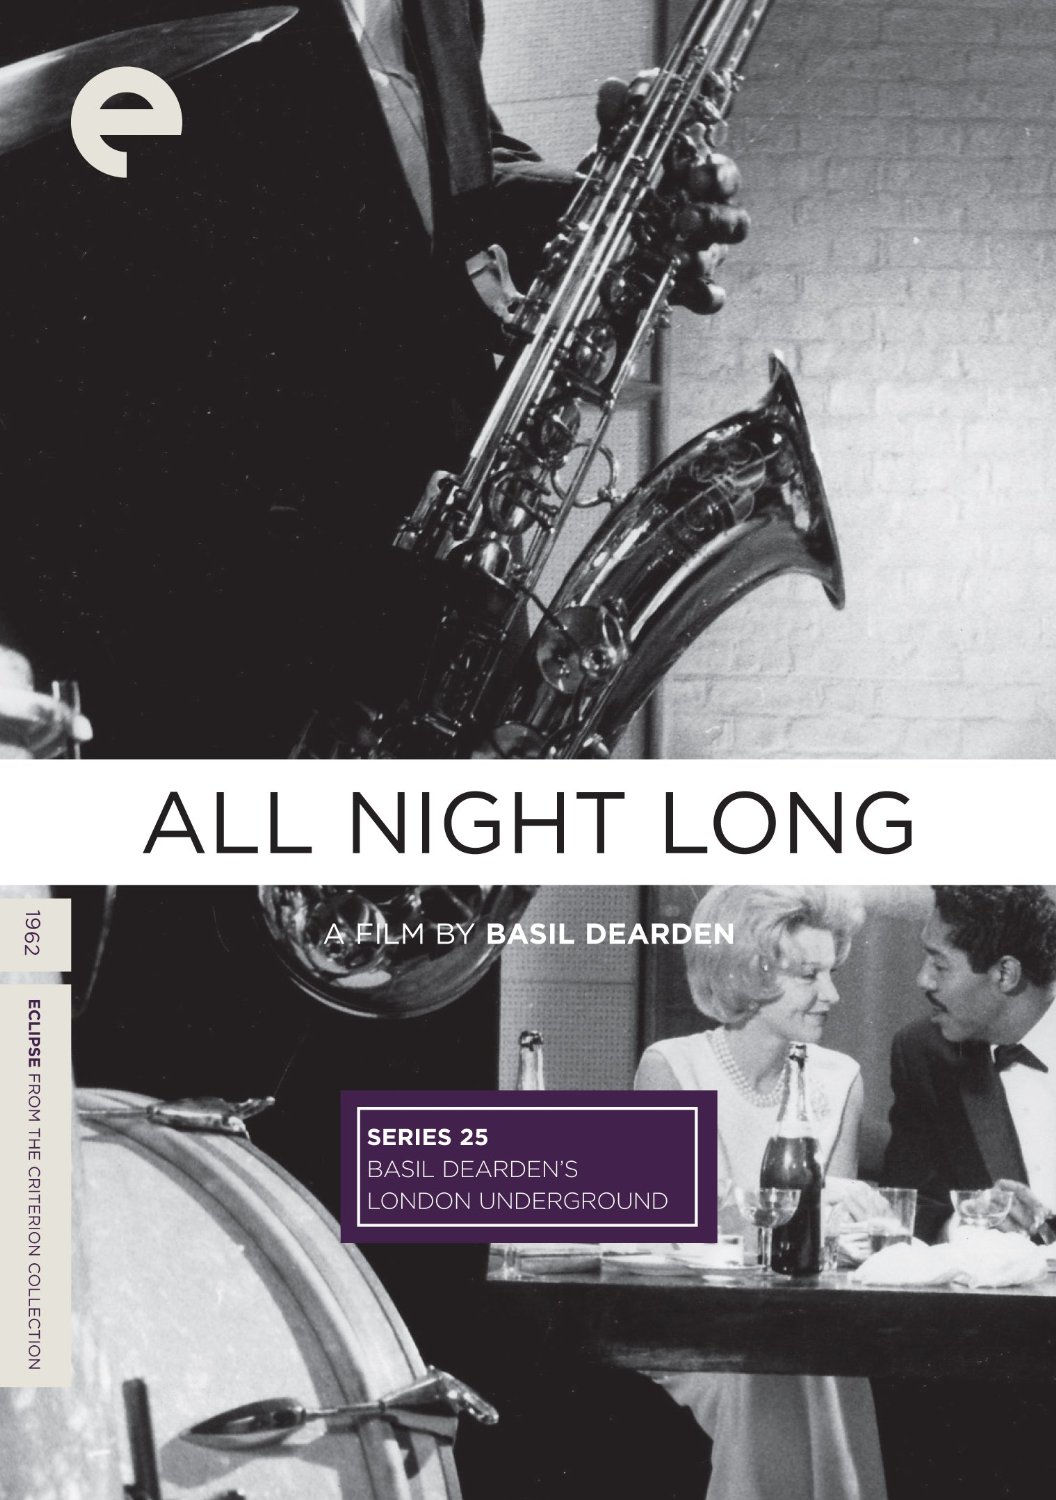 e
ALL NIGHT LONG
A FILM BY BASIL DEARDEN
1962
ECLIPSE FROM THE CRITERION COLLECTION
SERIES 25
BASIL DEARDEN’S
LONDON UNDERGROUND